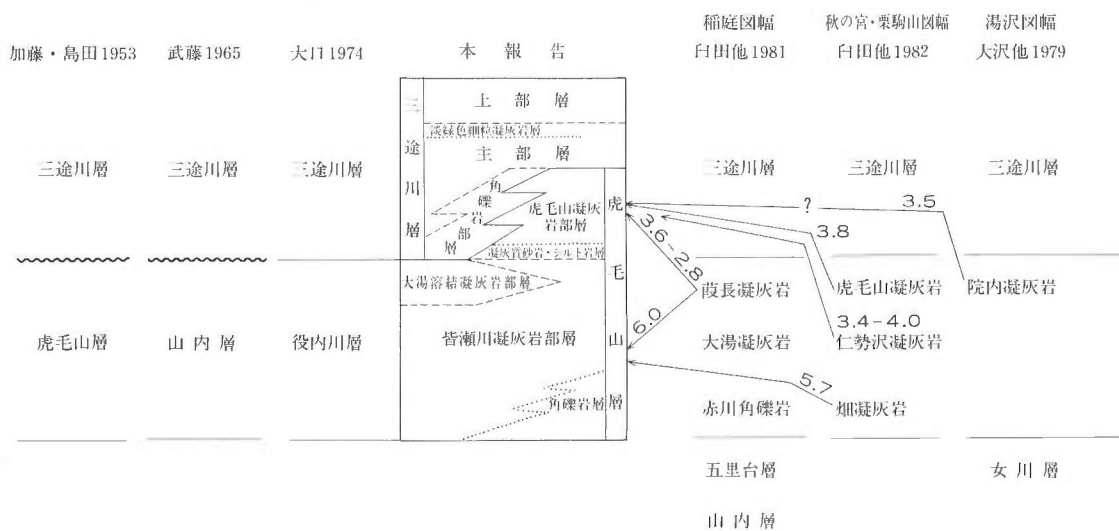 稲庭図幅 秋の宮・栗駒山図幅 湯沢図幅
加藤・島田1953 武藤1965 大口1974 本報告 臼田他1981 臼田他1982 大沢他1979
三途川層
上部層
淡緑色細粒凝灰岩層
主部層
三途川層 三途川層 三途川層
角礫岩部層
虎毛山凝灰岩部層
凝灰質砂岩・シルト岩層
虎毛山層
三途川層 三途川層 三途川層
? 3.5
3.8
3.6-2.8
大湯溶結凝灰岩部層
葭長凝灰岩 虎毛山凝灰岩 院内凝灰岩
6.0
3.4-4.0
虎毛山層 山内層 役内川層 皆瀬川凝灰岩部層 大湯凝灰岩 仁勢沢凝灰岩
5.7
角礫岩層 赤川角礫岩 畑凝灰岩
五里台層 女川層
山内層